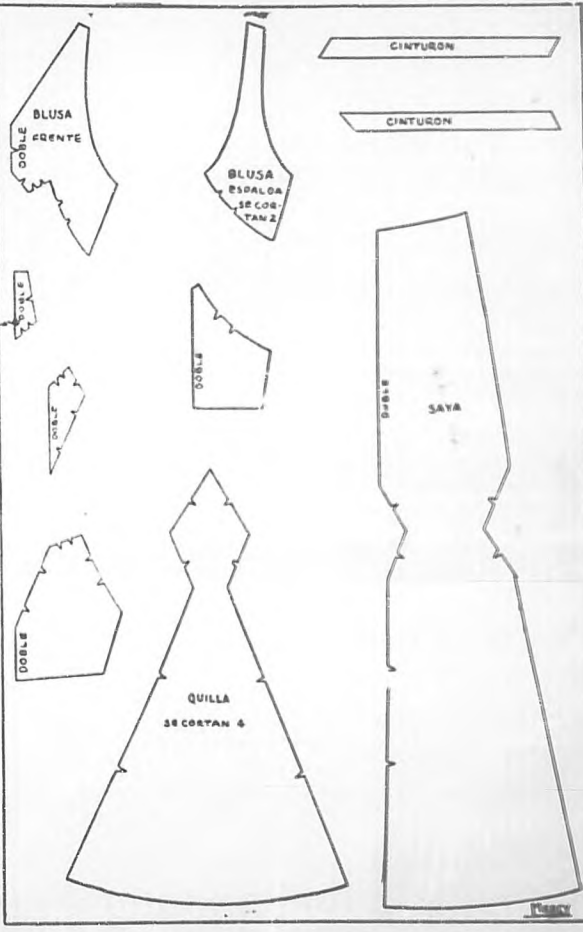 CINTURON
CINTURON
BLUSA
FRENTE
DOBLE
BLUSA
ESPALDA
SE COR-
TAN 2
DOBLE
DOBLE
DOBLE
DOBLE
SAYA
DOBLE
DOBLE
QUILLA
SE CORTAN 4